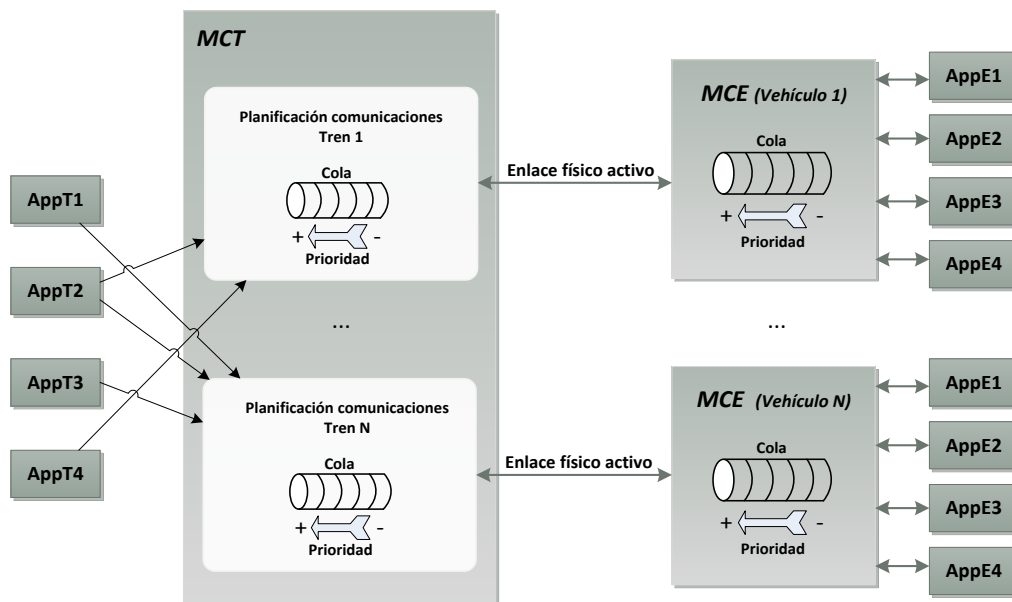 MCT
Planificación comunicaciones
Tren 1
Cola
+ -
Prioridad
...
Planificación comunicaciones
Tren N
Cola
+ -
Prioridad
AppT1
AppT2
AppT3
AppT4
Enlace físico activo
Enlace físico activo
MCE (Vehículo 1)
Cola
+ -
Prioridad
...
MCE (Vehículo N)
Cola
+ -
Prioridad
AppE1
AppE2
AppE3
AppE4
AppE1
AppE2
AppE3
AppE4